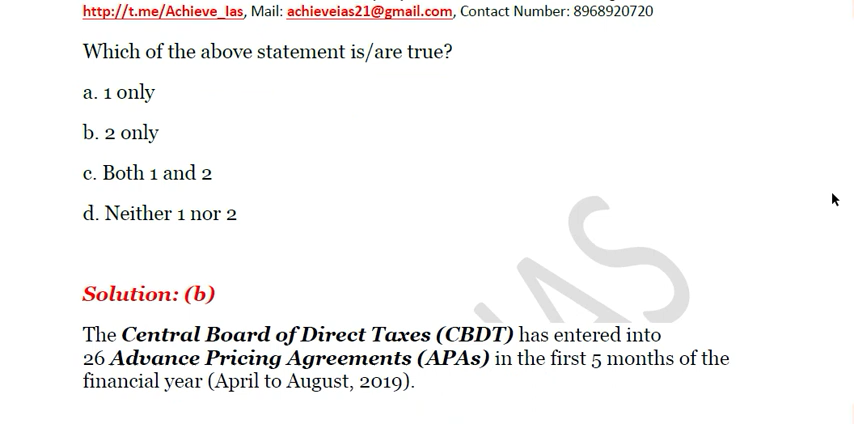 http://t.me/Achieve_Ias, Mail: achieveias21@gmail.com, Contact Number: 8968920720
Which of the above statement is/are true?
a. 1 only
b. 2 only
c. Both 1 and 2
d. Neither 1 nor 2
Solution: (b)
The Central Board of Direct Taxes (CBDT) has entered into
26 Advance Pricing Agreements (APAs) in the first 5 months of the
financial year (April to August, 2019).
IAS